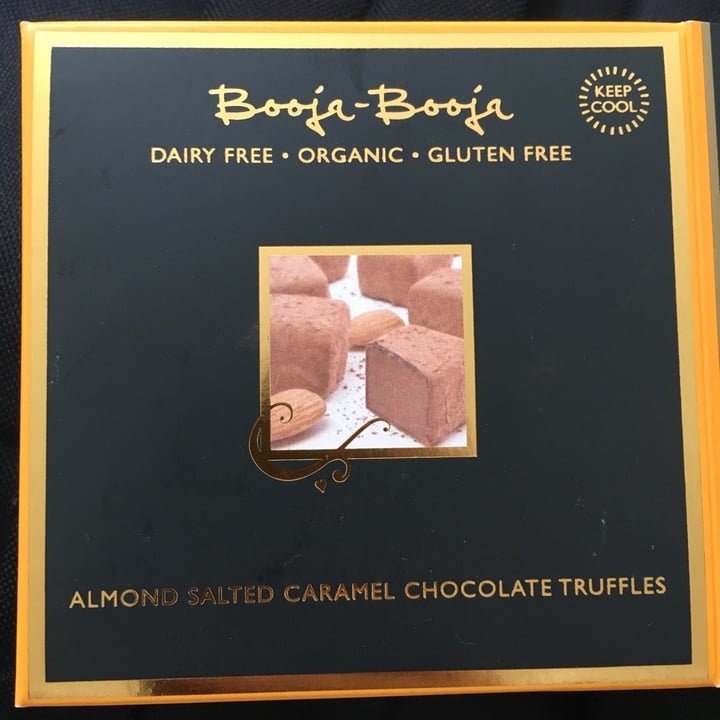 Booja-Booja
KEEP
COOL
DAIRY FREE • ORGANIC • GLUTEN FREE
ALMOND SALTED CARAMEL CHOCOLATE TRUFFLES